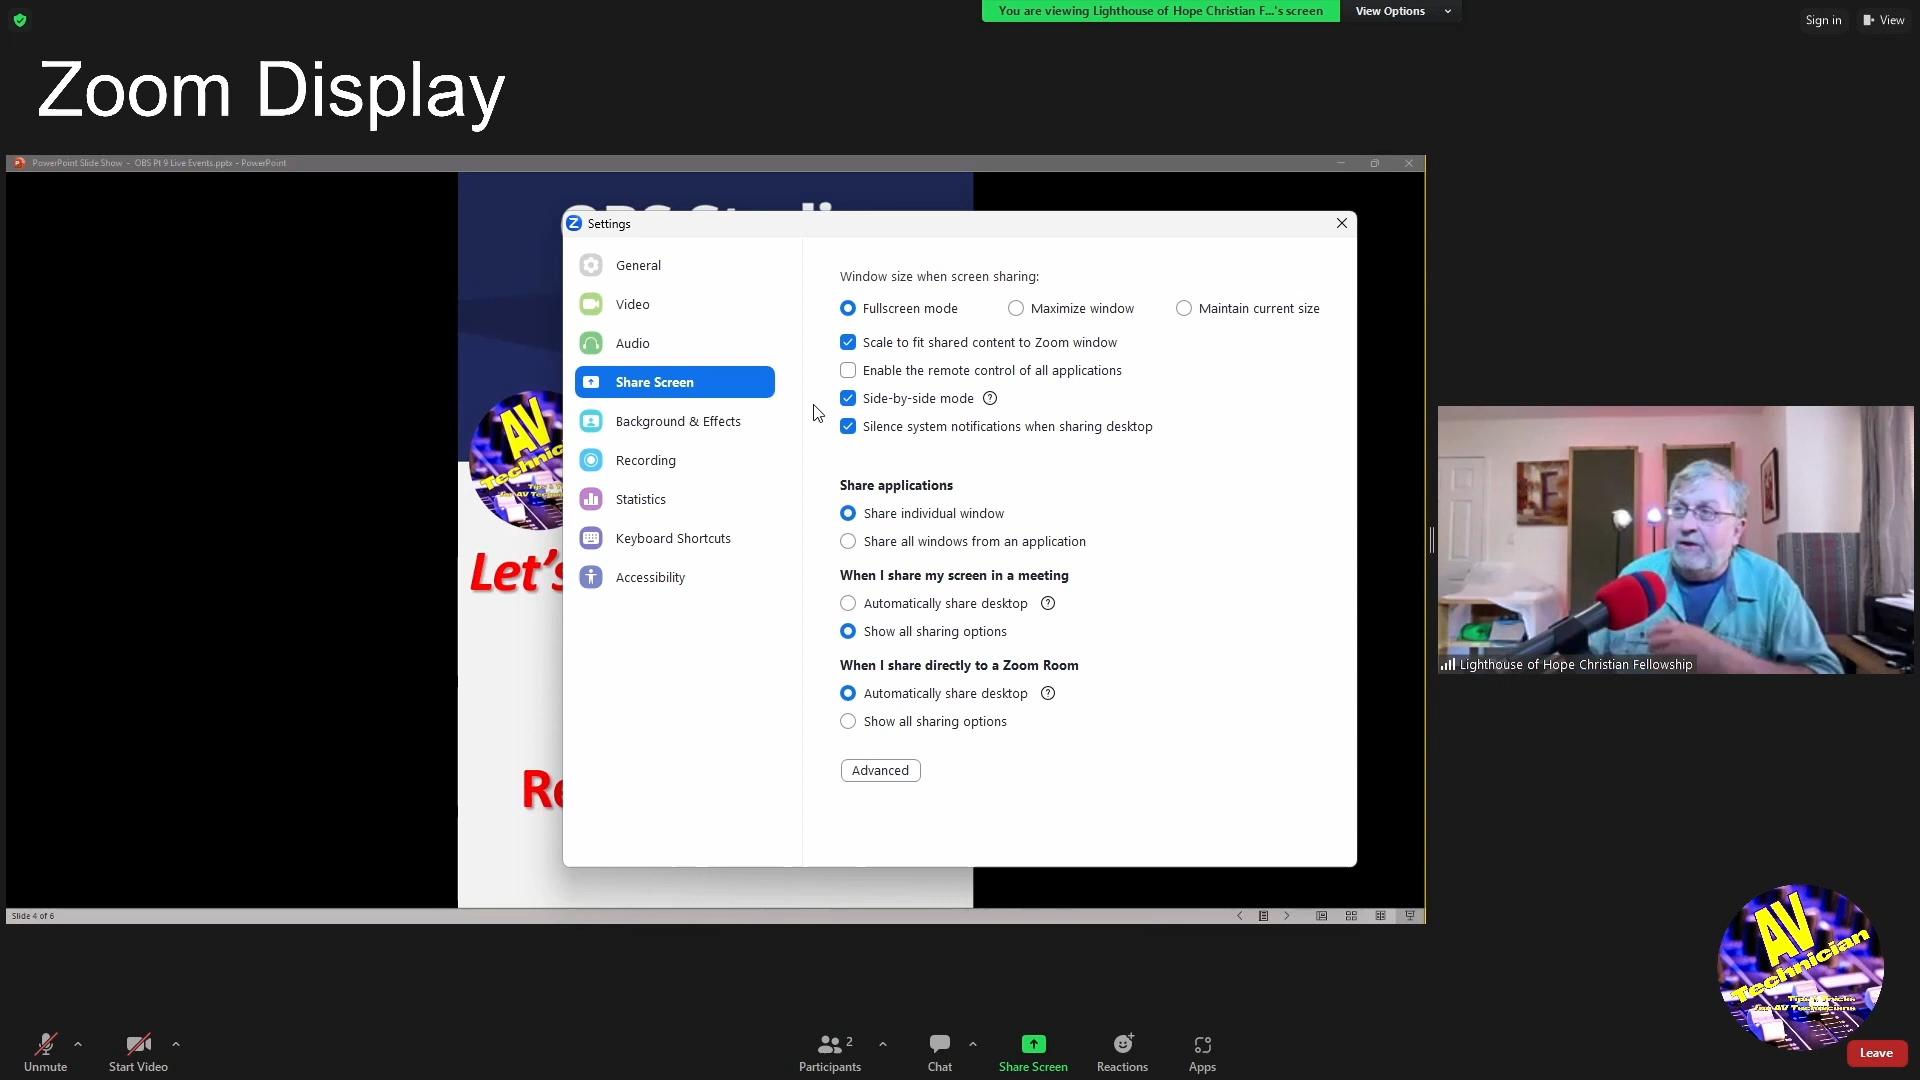 You are viewing Lighthouse of Hope Christian F...'s screen
View Options
Sign in
View
Zoom Display
PowerPoint Slide Show - OBS Pt 9 Live Events.pptx - PowerPoint
Settings
General
Video
Audio
Share Screen
Background & Effects
Recording
Statistics
Keyboard Shortcuts
Accessibility
Window size when screen sharing:
Fullscreen mode
Maximize window
Maintain current size
Scale to fit shared content to Zoom window
Enable the remote control of all applications
Side-by-side mode
Silence system notifications when sharing desktop
Share applications
Share individual window
Share all windows from an application
When I share my screen in a meeting
Automatically share desktop
Show all sharing options
When I share directly to a Zoom Room
Automatically share desktop
Show all sharing options
Advanced
AV
Let's
Lighthouse of Hope Christian Fellowship
Slide 4 of 6
AV
Technician
Tips & Tricks
for AV Technicians
Unmute
Start Video
Participants
2
Chat
Share Screen
Reactions
Apps
Leave